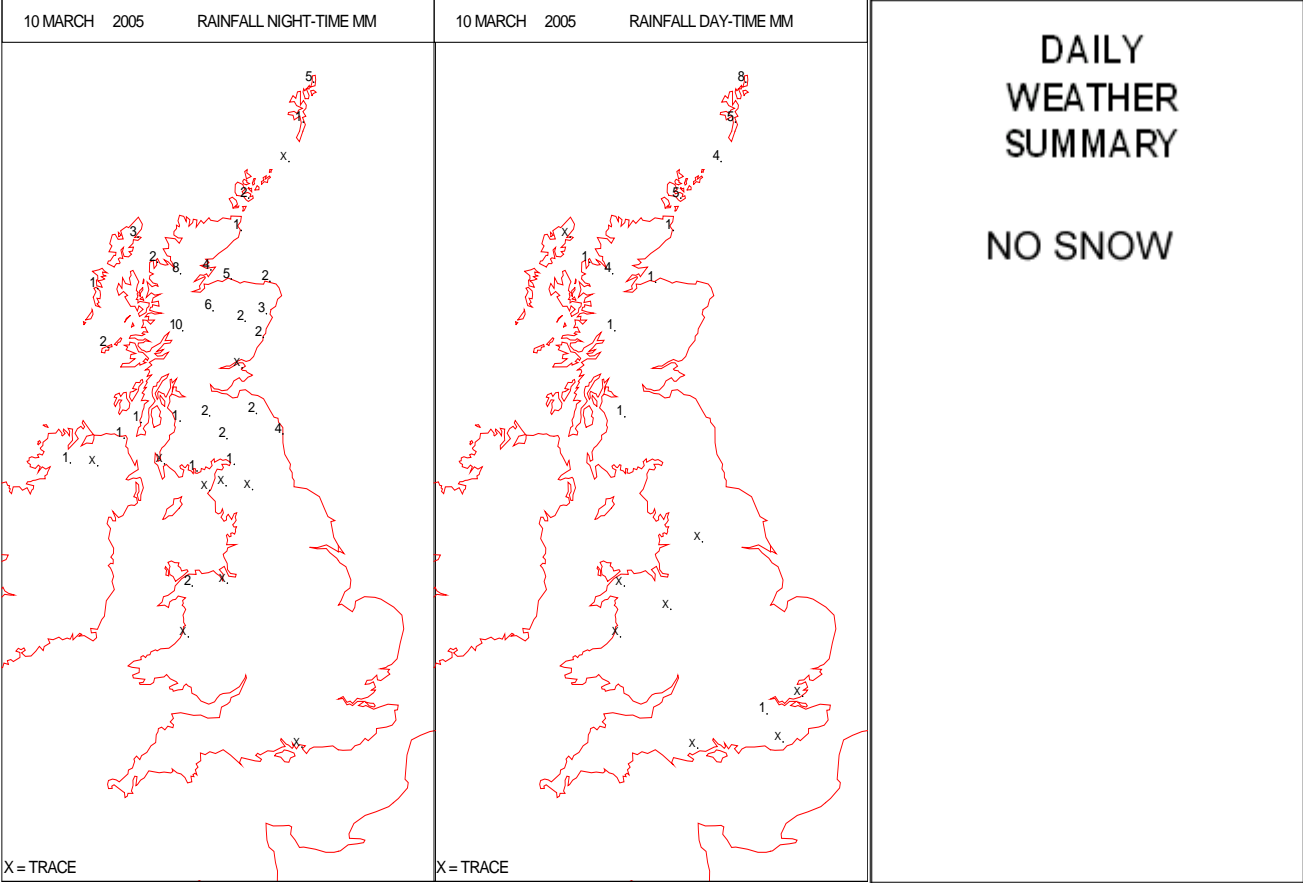 10 MARCH 2005 RAINFALL NIGHT-TIME MM
5
1
X
2
1
3
2
8
4
5
2
1
6
3
2
10
2
2
X
2
2
1
1
4
1
2
1
X
X
1
1
X
X
X
2
X
X
X
X = TRACE
10 MARCH 2005 RAINFALL DAY-TIME MM
8
5
4
5
1
X
1
4
1
1
1
X
X
X
X
X
1
X
X
X = TRACE
DAILY
WEATHER
SUMMARY
NO SNOW